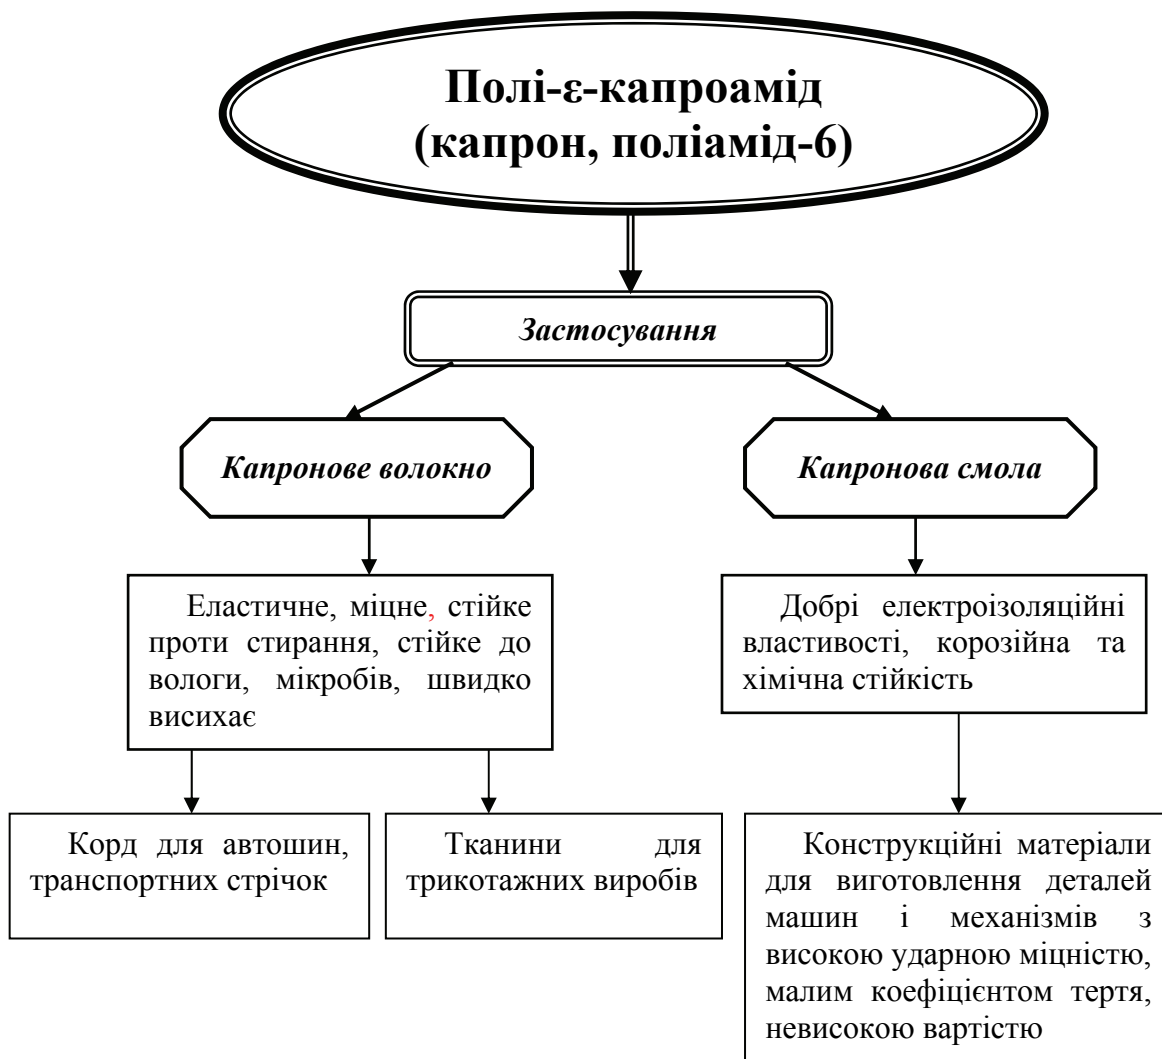 Полі-ε-капроамід
(капрон, поліамід-6)
Застосування
Капронове волокно
Капронова смола
Еластичне, міцне, стійке
проти стирання, стійке до
вологи, мікробів, швидко
висихає
Добрі електроізоляційні
властивості, корозійна та
хімічна стійкість
Корд для автошин,
транспортних стрічок
Тканини для
трикотажних виробів
Конструкційні матеріали
для виготовлення деталей
машин і механізмів з
високою ударною міцністю,
малим коефіцієнтом тертя,
невисокою вартістю